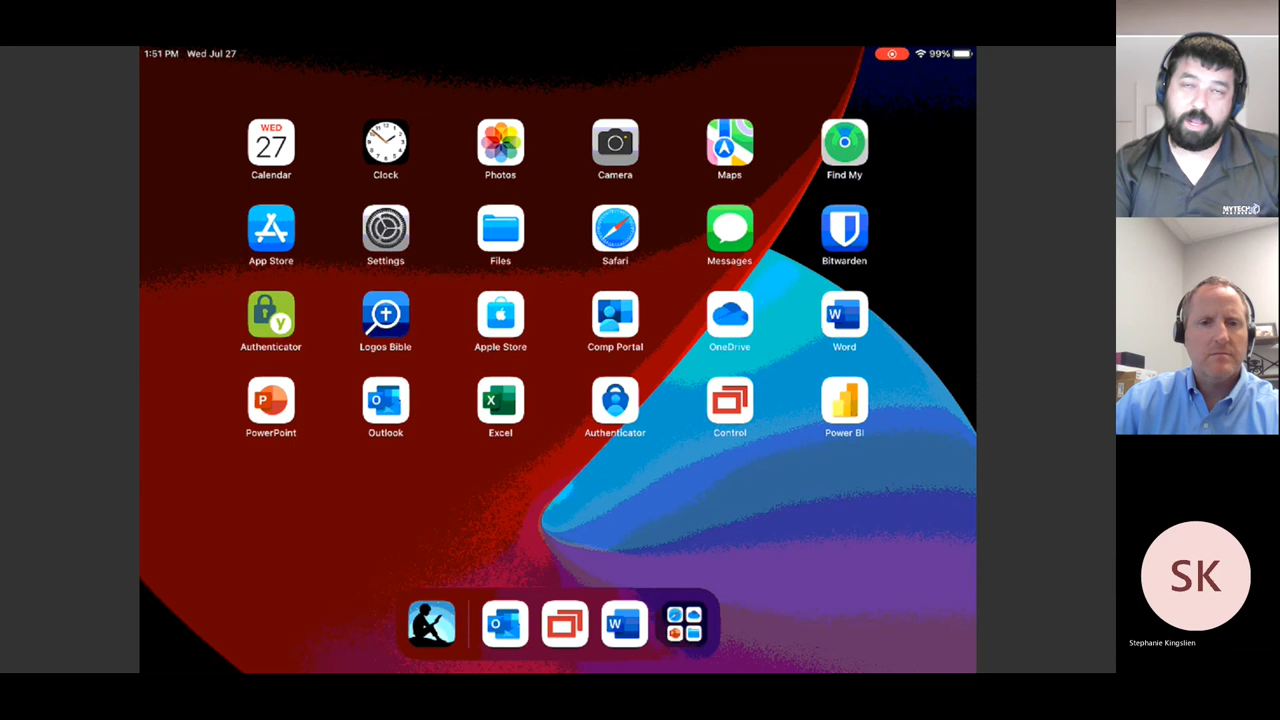 1:51 PM Wed Jul 27
99%
WED
27
Calendar
Clock
Photos
Camera
Maps
Find My
App Store
Settings
Files
Safari
Messages
Bitwarden
y
Authenticator
Logos Bible
Apple Store
Comp Portal
OneDrive
W
Word
P
PowerPoint
O
Outlook
X
Excel
Authenticator
Control
Power BI
O
W
MYTECH
SK
Stephanie Kingslien